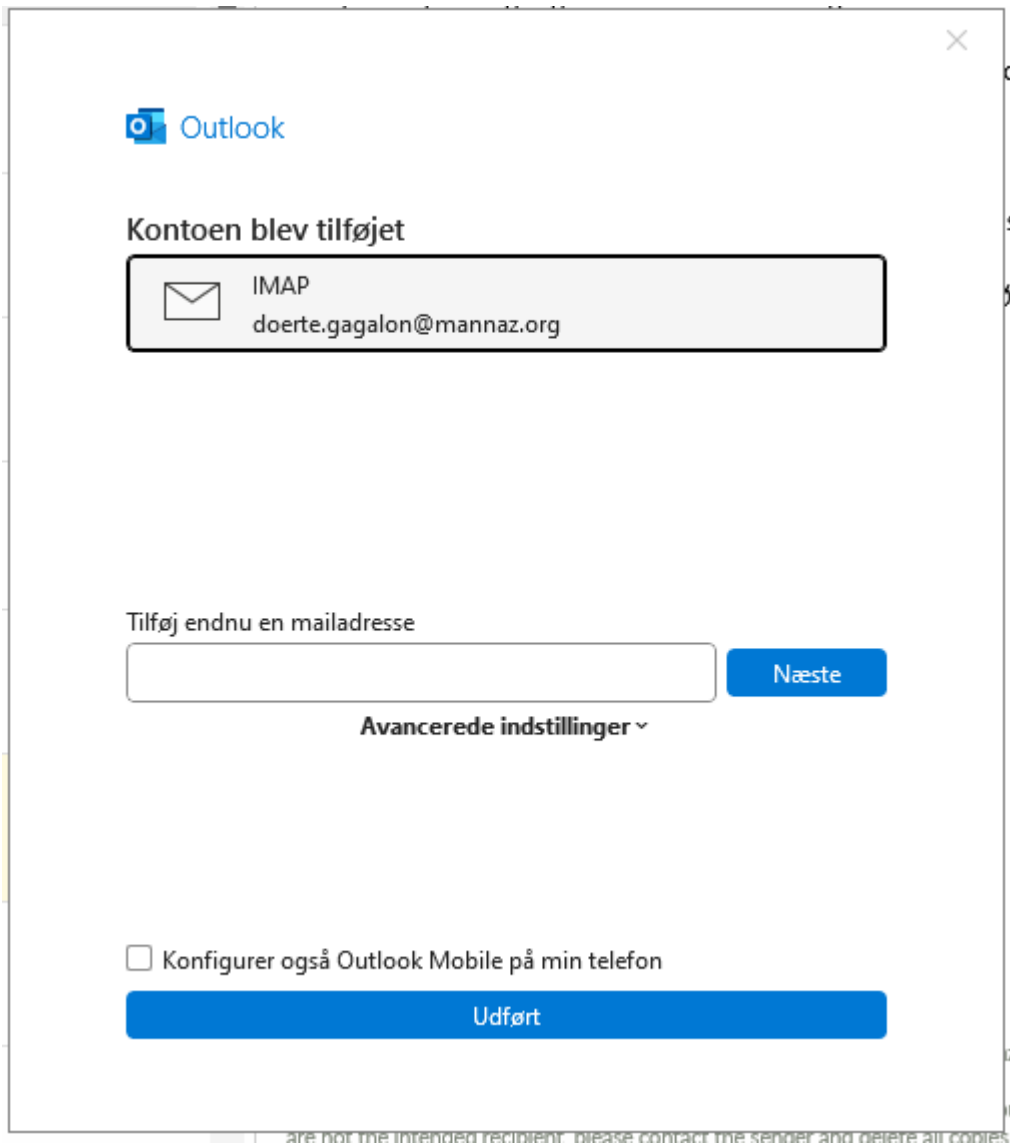 Outlook
Kontoen blev tilføjet
IMAP
doerte.gagalon@mannaz.org
Tilføj endnu en mailadresse
Næste
Avancerede indstillinger
Konfigurer også Outlook Mobile på min telefon
Udført
are not the intended recipient, please contact the sender and delete all copies